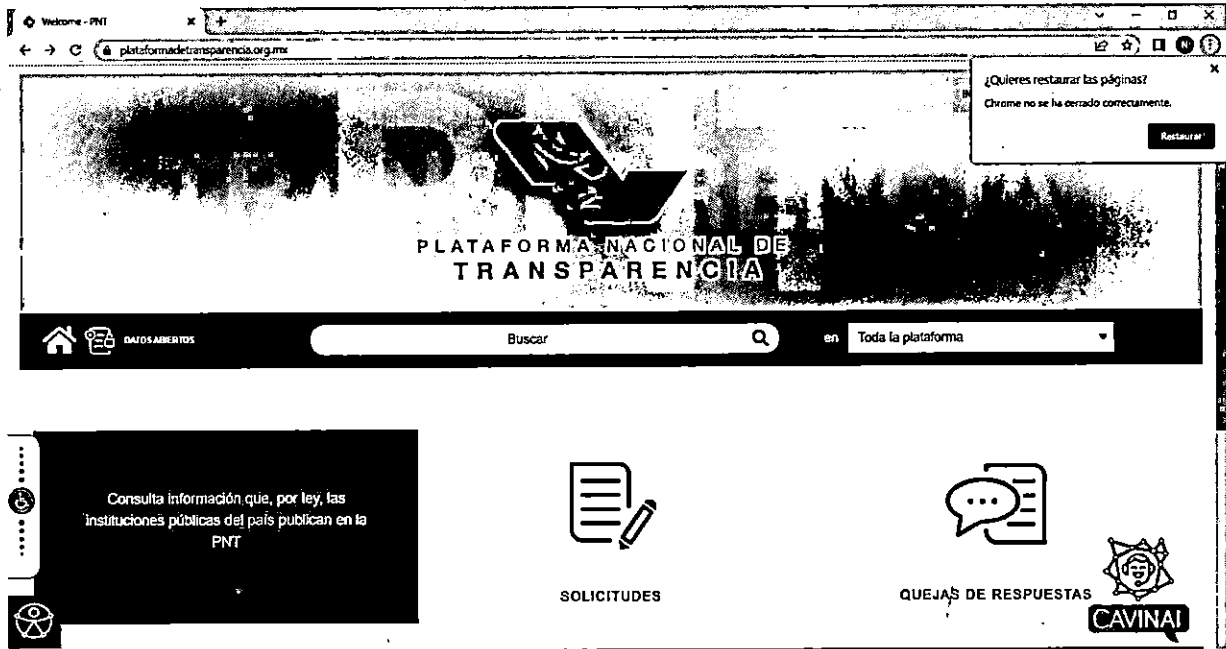 Welcome - PNT
plataformadetransparencia.org.mx
N
¿Quieres restaurar las páginas?
Chrome no se ha cerrado correctamente.
Restaurar
PLATAFORMA NACIONAL DE
TRANSPARENCIA
DATOS ABIERTOS
Buscar
en
Toda la plataforma
Consulta información que, por ley, las
instituciones públicas del país publican en la
PNT
SOLICITUDES
QUEJAS DE RESPUESTAS
CAVINAI